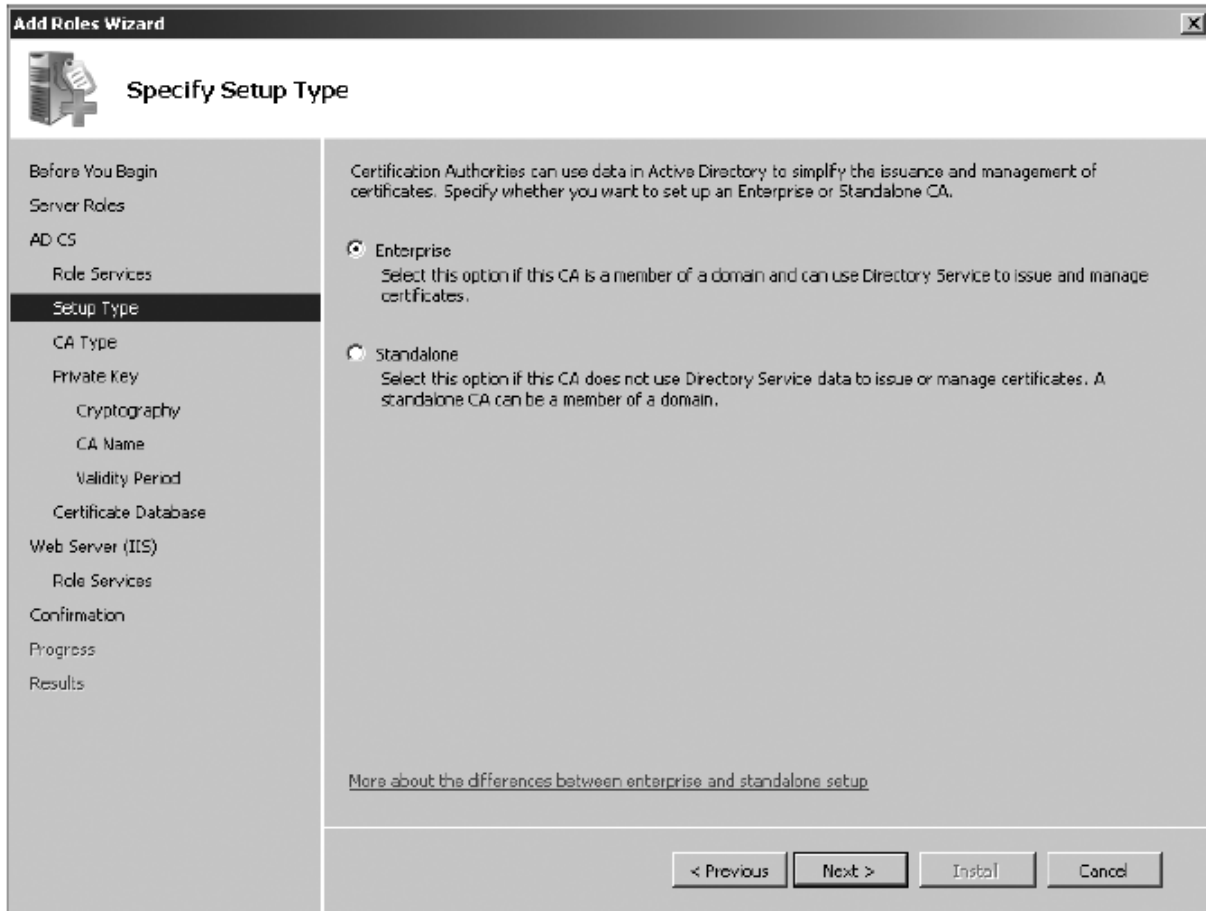 Add Roles Wizard
Specify Setup Type
Before You Begin
Server Roles
AD CS
Role Services
Setup Type
CA Type
Private Key
Cryptography
CA Name
Validity Period
Certificate Database
Web Server (IIS)
Role Services
Confirmation
Progress
Results
Certification Authorities can use data in Active Directory to simplify the issuance and management of
certificates. Specify whether you want to set up an Enterprise or Standalone CA.
Enterprise
Select this option if this CA is a member of a domain and can use Directory Service to issue and manage
certificates.
Standalone
Select this option if this CA does not use Directory Service data to issue or manage certificates. A
standalone CA can be a member of a domain.
More about the differences between enterprise and standalone setup
< Previous
Next >
Install
Cancel